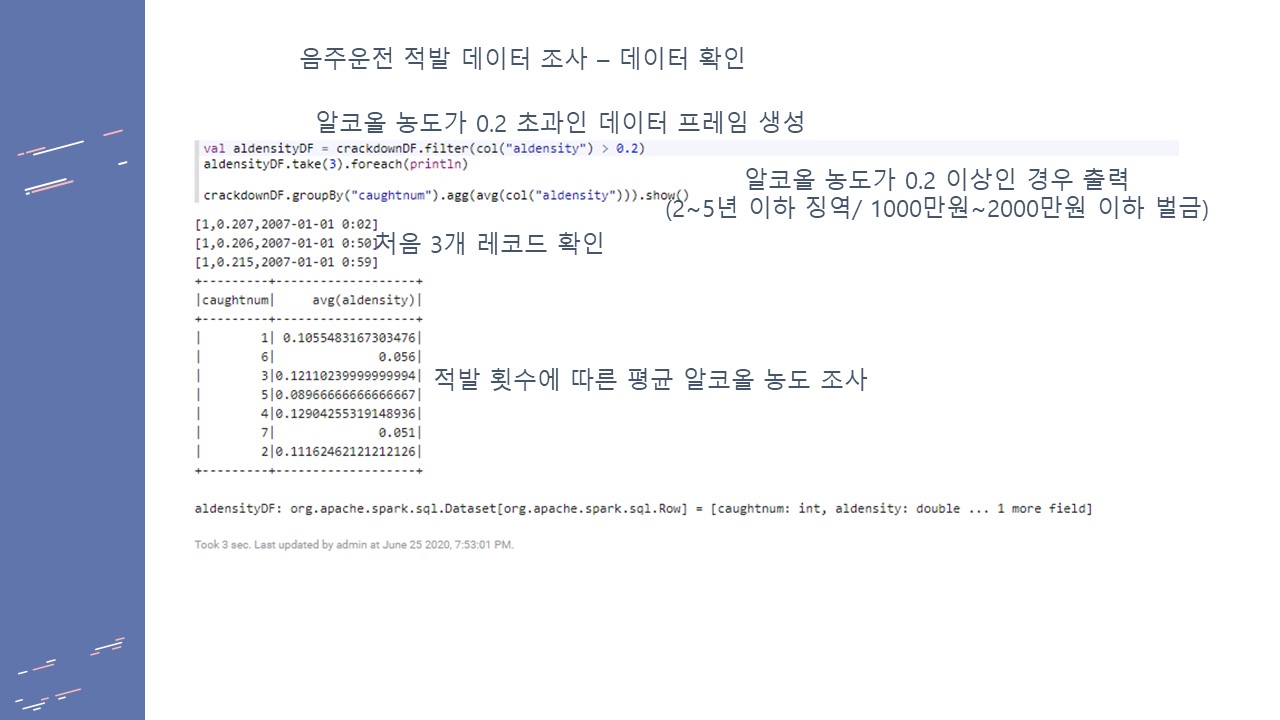 음주운전 적발 데이터 조사 – 데이터 확인
알코올 농도가 0.2 초과인 데이터 프레임 생성
val aldensityDF = crackdownDF.filter(col("aldensity") > 0.2)
aldensityDF.take(3).foreach(println)
알코올 농도가 0.2 이상인 경우 출력
crackdownDF.groupBy("caughtnum").agg(avg(col("aldensity"))).show()
(2~5년 이하 징역/ 1000만원~2000만원 이하 벌금)
[1,0.207,2007-01-01 0:02]
[1,0.206,2007-01-01 0:50]
처음 3개 레코드 확인
[1,0.215,2007-01-01 0:59]
+---------+-------------------+
|caughtnum|     avg(aldensity)|
+---------+-------------------+
|        1| 0.1055483167303476|
|        6|              0.056|
|        3|0.12110239999999994|
적발 횟수에 따른 평균 알코올 농도 조사
|        5|0.08966666666666667|
|        4|0.12904255319148936|
|        7|              0.051|
|        2|0.11162462121212126|
+---------+-------------------+
aldensityDF: org.apache.spark.sql.Dataset[org.apache.spark.sql.Row] = [caughtnum: int, aldensity: double ... 1 more field]
Took 3 sec. Last updated by admin at June 25 2020, 7:53:01 PM.